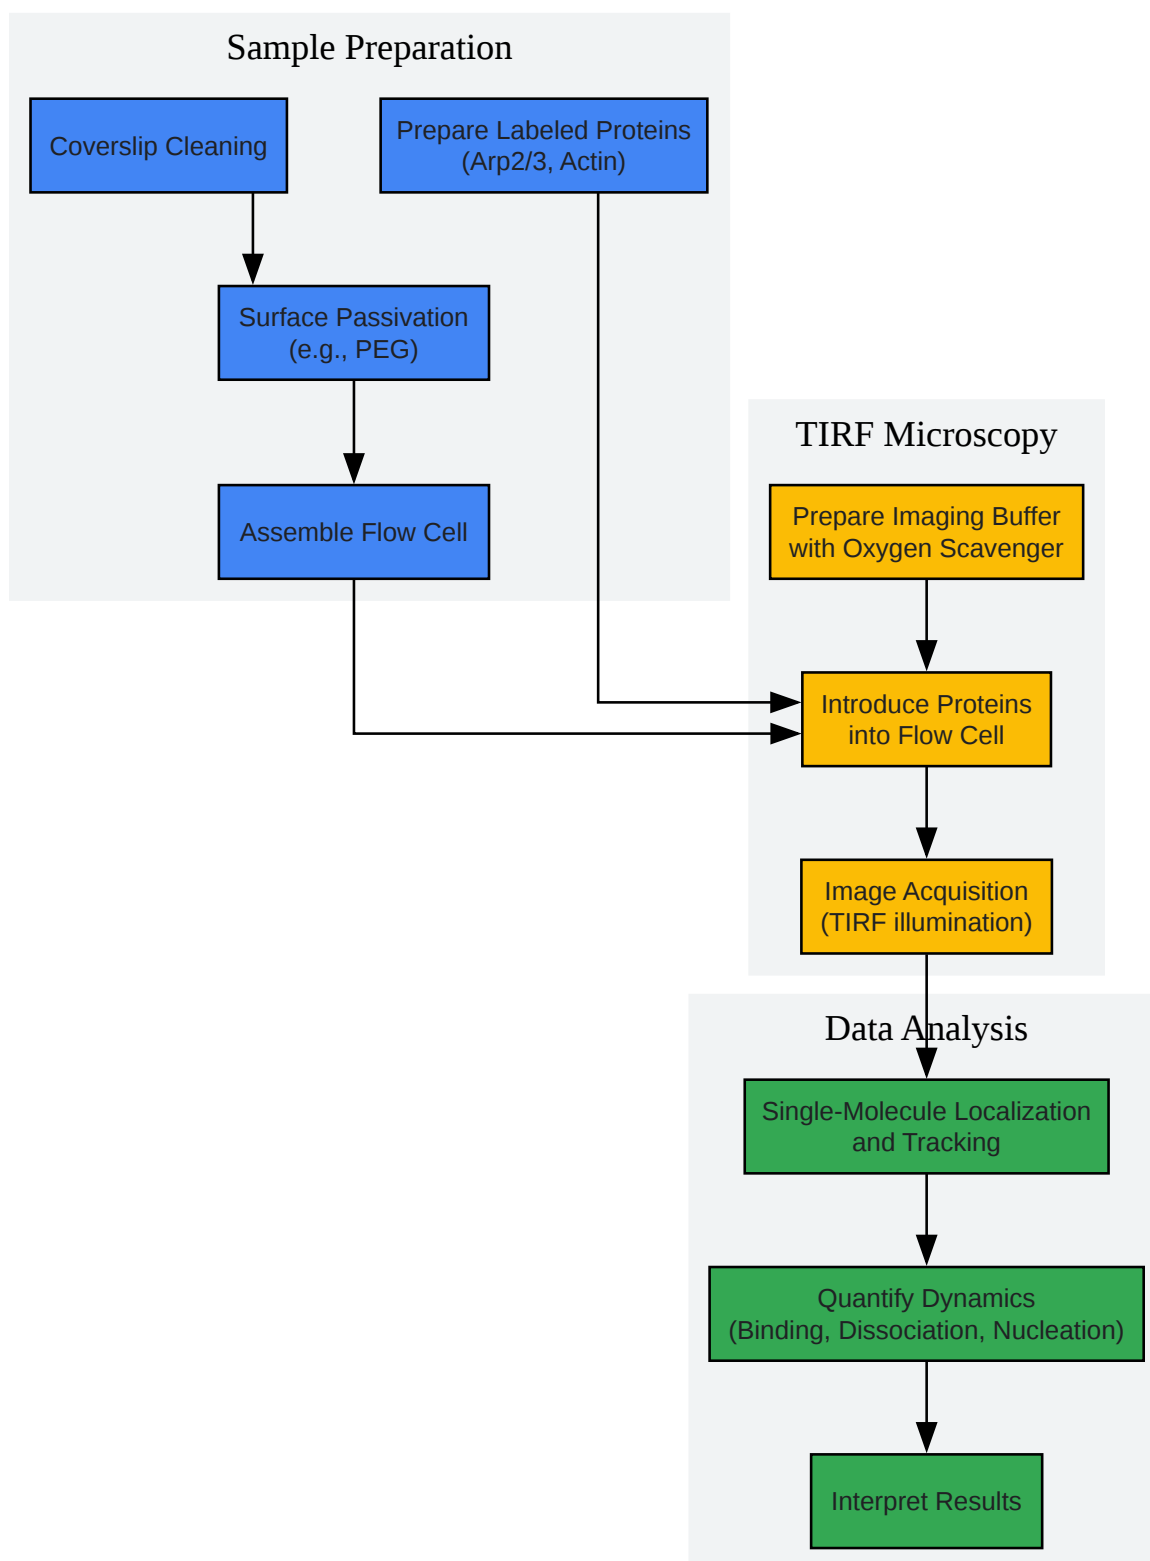 Sample Preparation
Coverslip Cleaning
Prepare Labeled Proteins
(Arp2/3, Actin)
Surface Passivation
(e.g., PEG)
Assemble Flow Cell
TIRF Microscopy
Prepare Imaging Buffer
with Oxygen Scavenger
Introduce Proteins
into Flow Cell
Image Acquisition
(TIRF illumination)
Data Analysis
Single-Molecule Localization
and Tracking
Quantify Dynamics
(Binding, Dissociation, Nucleation)
Interpret Results